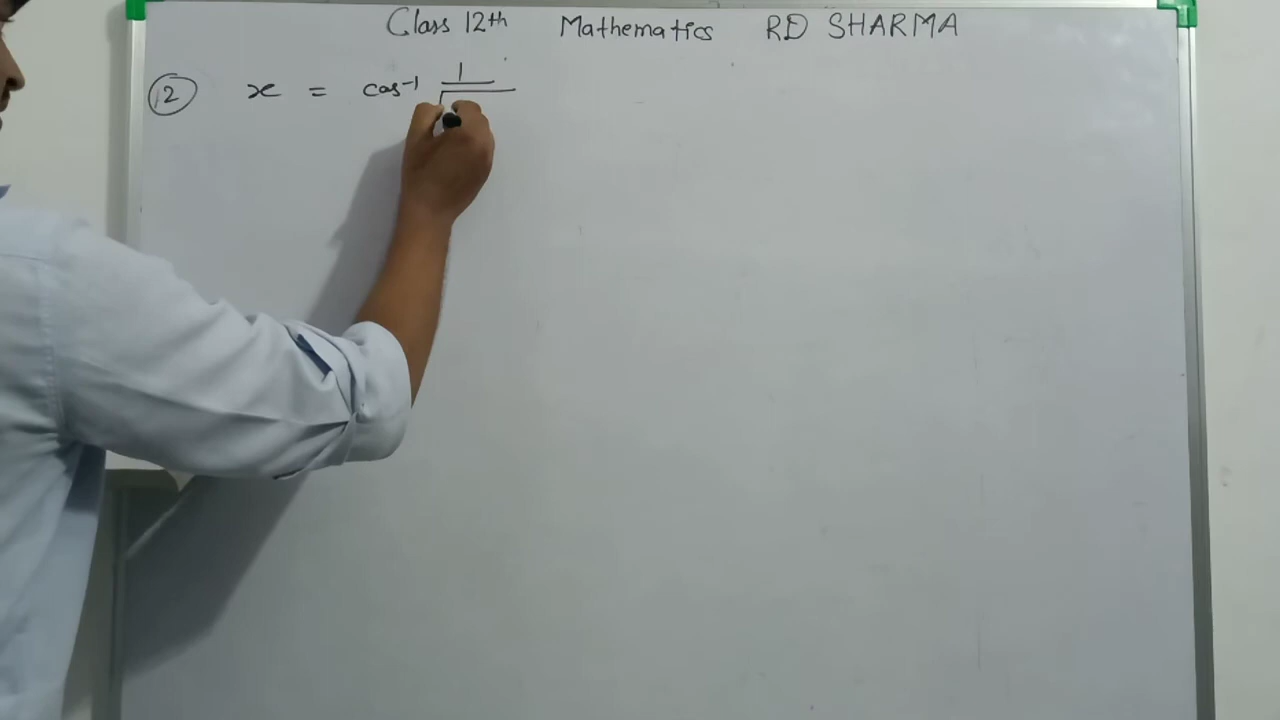 Class 12th Mathematics RD SHARMA
2 x = cos⁻¹ 1/√